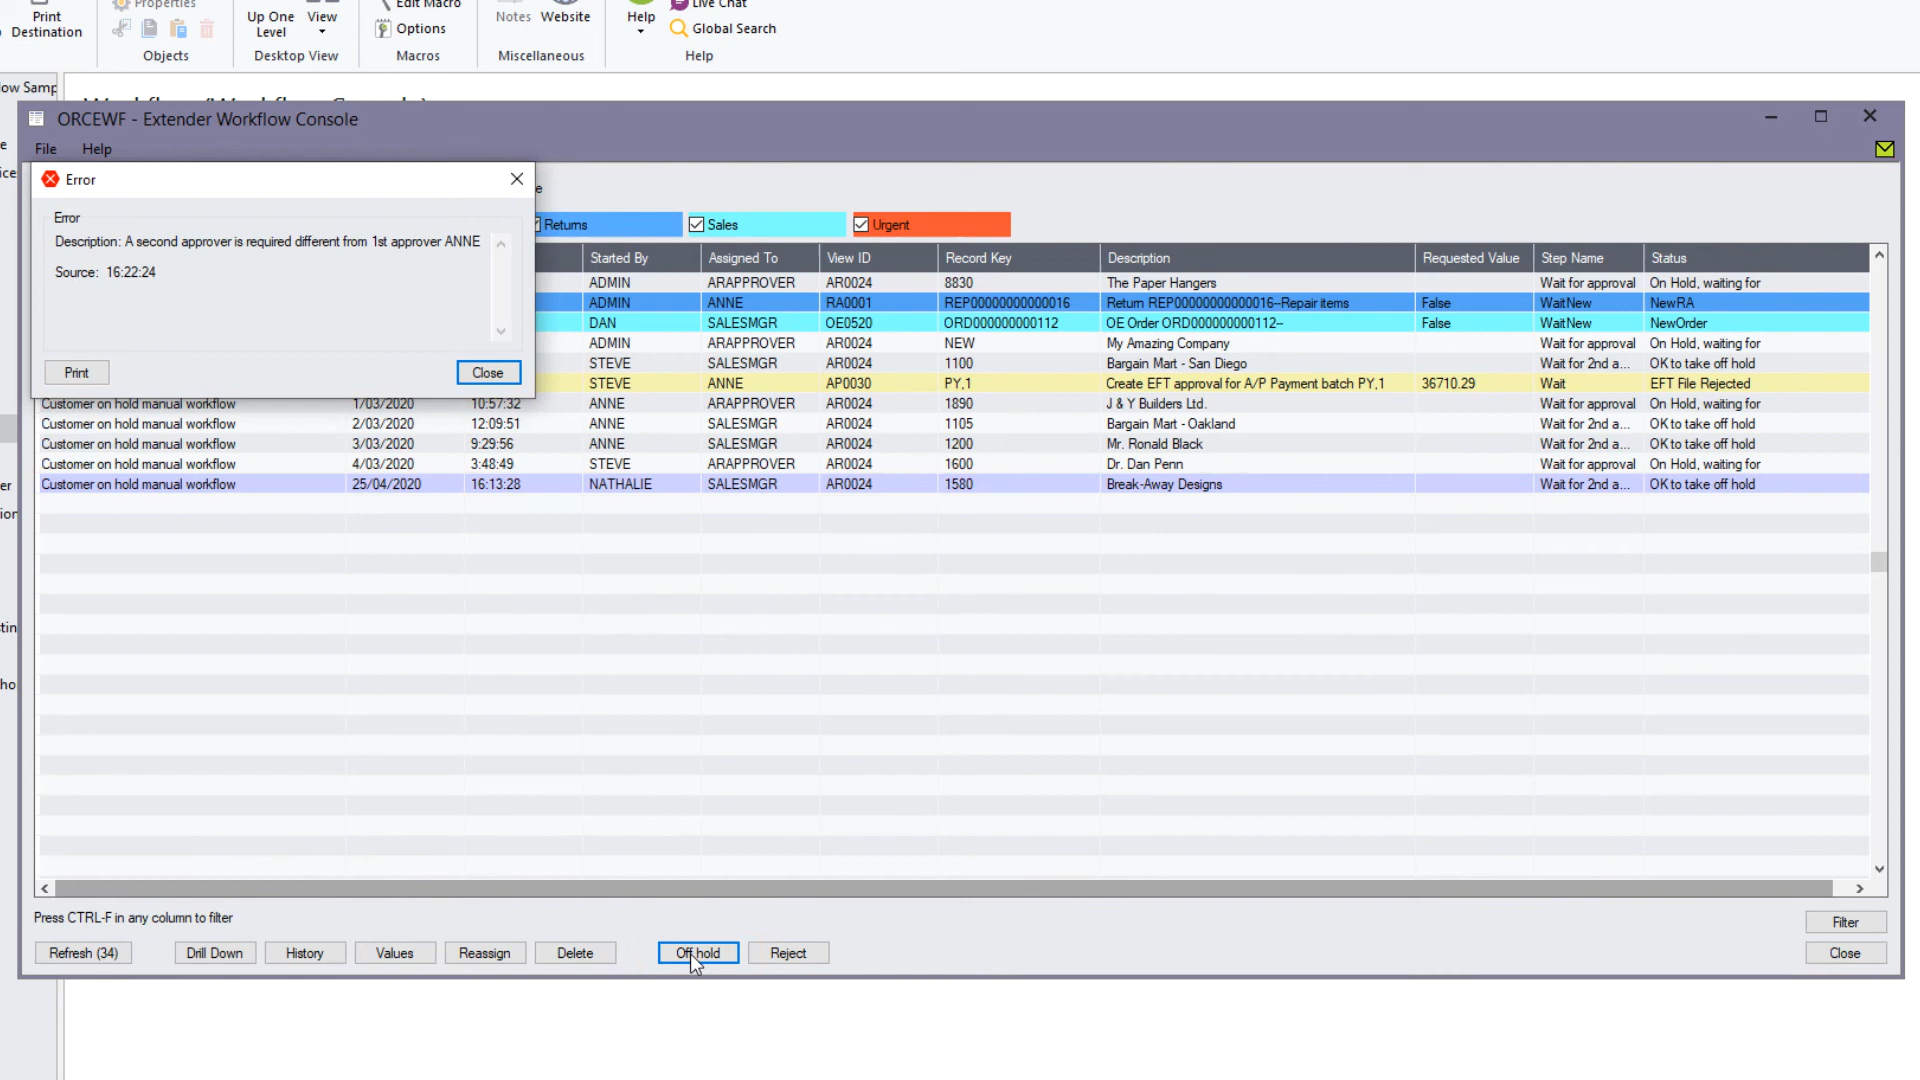 Print
Destination
Properties
Objects
Up One
Level
View
Desktop View
Edit Macro
Options
Macros
Notes
Website
Miscellaneous
Help
Live Chat
Global Search
Help
ORCEWF - Extender Workflow Console
File Help
Error
Error
Description: A second approver is required different from 1st approver ANNE
Source: 16:22:24
Print Close
Returns Sales Urgent
Started By Assigned To View ID Record Key Description Requested Value Step Name Status
ADMIN ARAPPROVER AR0024 8830 The Paper Hangers Wait for approval On Hold, waiting for
ADMIN ANNE RA0001 REP00000000000016 Return REP00000000000016--Repair items False WaitNew NewRA
DAN SALESMGR OE0520 ORD000000000112 OE Order ORD000000000112-- False WaitNew NewOrder
ADMIN ARAPPROVER AR0024 NEW My Amazing Company Wait for approval On Hold, waiting for
STEVE SALESMGR AR0024 1100 Bargain Mart - San Diego Wait for 2nd a... OK to take off hold
STEVE ANNE AP0030 PY,1 Create EFT approval for A/P Payment batch PY,1 36710.29 Wait EFT File Rejected
Customer on hold manual workflow 1/03/2020 10:57:32 ANNE ARAPPROVER AR0024 1890 J & Y Builders Ltd. Wait for approval On Hold, waiting for
Customer on hold manual workflow 2/03/2020 12:09:51 ANNE SALESMGR AR0024 1105 Bargain Mart - Oakland Wait for 2nd a... OK to take off hold
Customer on hold manual workflow 3/03/2020 9:29:56 ANNE SALESMGR AR0024 1200 Mr. Ronald Black Wait for 2nd a... OK to take off hold
Customer on hold manual workflow 4/03/2020 3:48:49 STEVE ARAPPROVER AR0024 1600 Dr. Dan Penn Wait for approval On Hold, waiting for
Customer on hold manual workflow 25/04/2020 16:13:28 NATHALIE SALESMGR AR0024 1580 Break-Away Designs Wait for 2nd a... OK to take off hold
Press CTRL-F in any column to filter
Filter
Refresh (34) Drill Down History Values Reassign Delete Off hold Reject Close